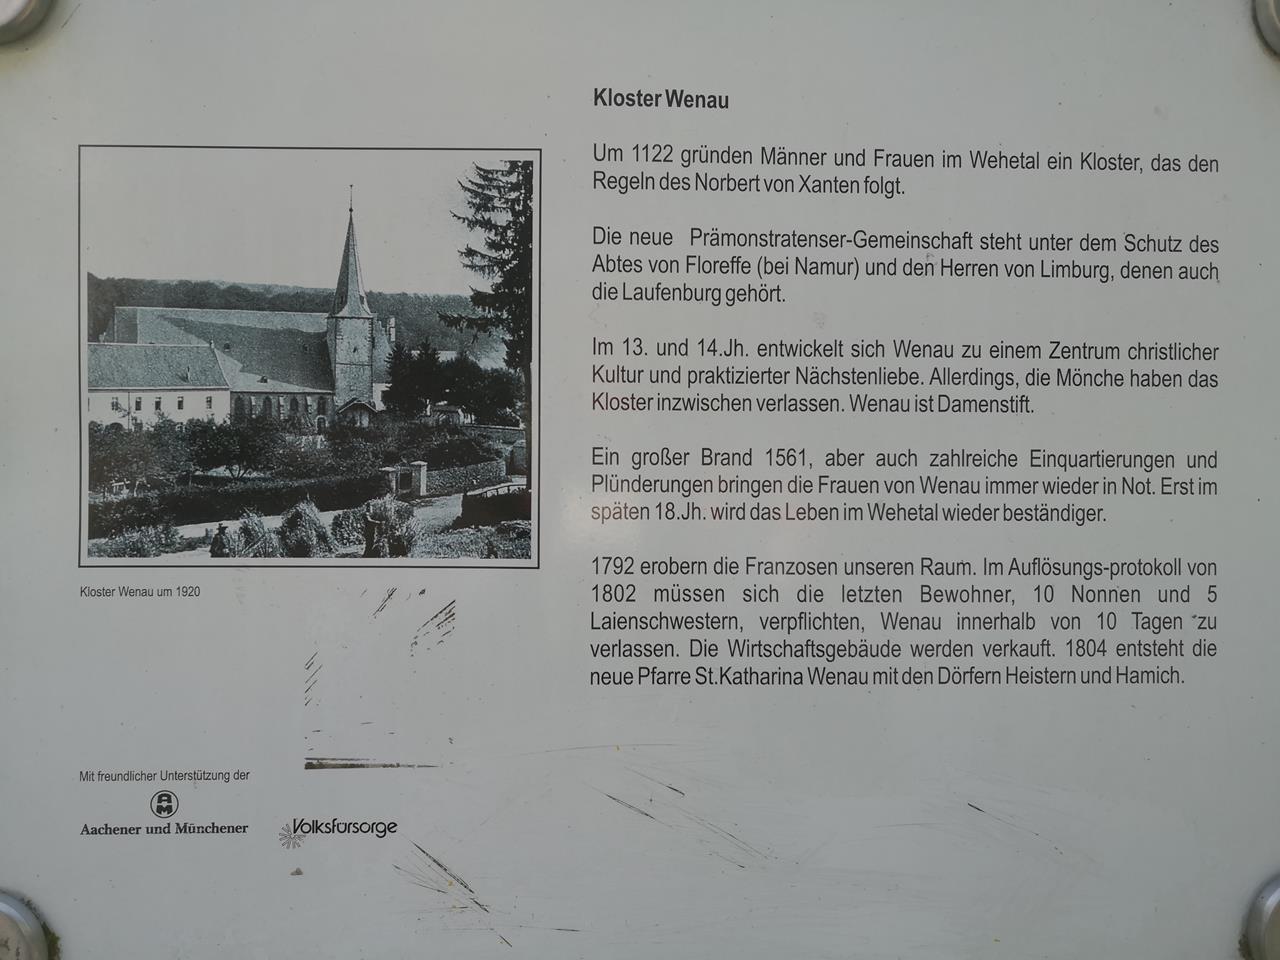 Kloster Wenau
Um 1122 gründen Männer und Frauen im Wehetal ein Kloster, das den
Regeln des Norbert von Xanten folgt.
Die neue Prämonstratenser-Gemeinschaft steht unter dem Schutz des
Abtes von Floreffe (bei Namur) und den Herren von Limburg, denen auch
die Laufenburg gehört.
Im 13. und 14.Jh. entwickelt sich Wenau zu einem Zentrum christlicher
Kultur und praktizierter Nächstenliebe. Allerdings, die Mönche haben das
Kloster inzwischen verlassen. Wenau ist Damenstift.
Ein großer Brand 1561, aber auch zahlreiche Einquartierungen und
Plünderungen bringen die Frauen von Wenau immer wieder in Not. Erst im
späten 18.Jh. wird das Leben im Wehetal wieder beständiger.
1792 erobern die Franzosen unseren Raum. Im Auflösungs-protokoll von
1802 müssen sich die letzten Bewohner, 10 Nonnen und 5
Laienschwestern, verpflichten, Wenau innerhalb von 10 Tagen zu
verlassen. Die Wirtschaftsgebäude werden verkauft. 1804 entsteht die
neue Pfarre St.Katharina Wenau mit den Dörfern Heistern und Hamich.
Kloster Wenau um 1920
Mit freundlicher Unterstützung der
AM
Aachener und Münchener
Volksfürsorge